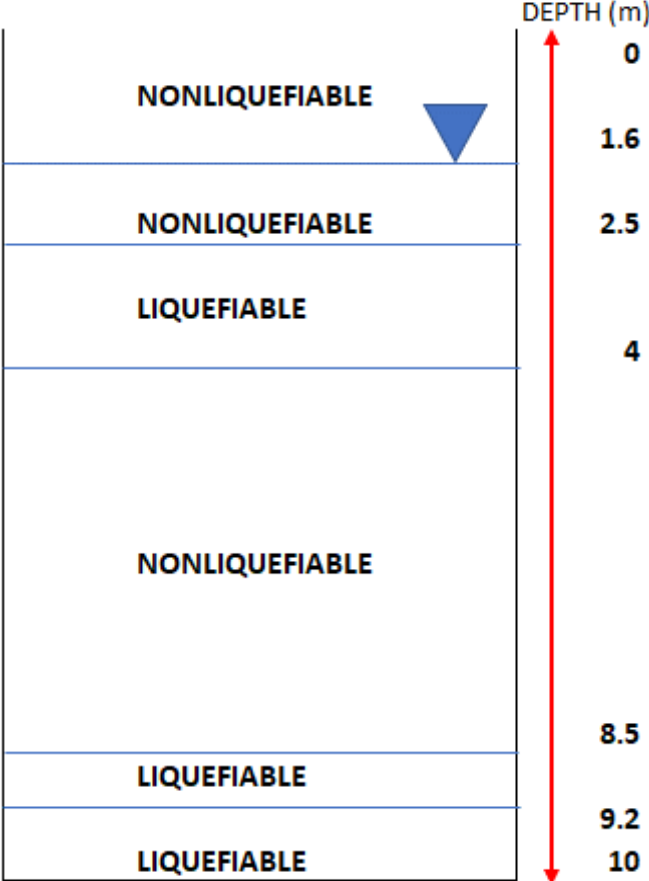 DEPTH (m)
0
NONLIQUEFIABLE
1.6
NONLIQUEFIABLE
2.5
LIQUEFIABLE
4
NONLIQUEFIABLE
8.5
LIQUEFIABLE
9.2
LIQUEFIABLE
10